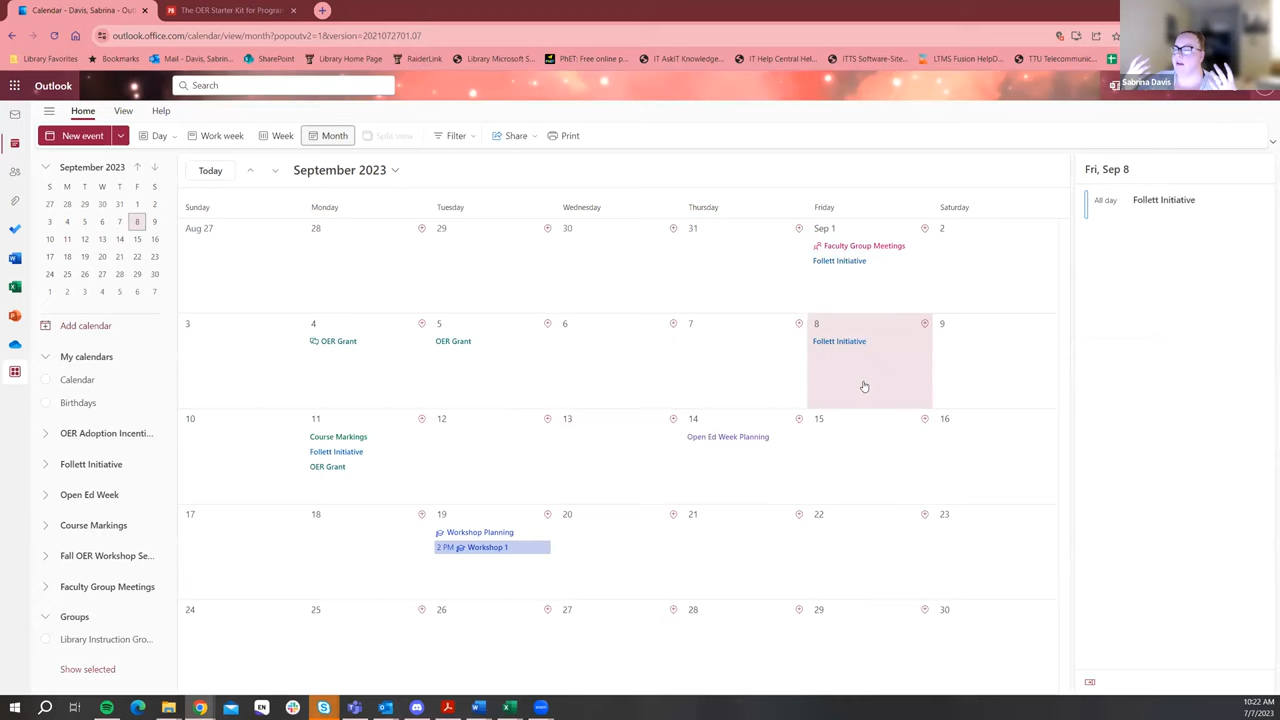 Calendar - Davis, Sabrina - Out
The OER Starter Kit for Program
outlook.office.com/calendar/view/month?popoutv2=1&version=2021072701.07
Library Favorites
Bookmarks
Mail - Davis, Sabrin...
SharePoint
Library Home Page
RaiderLink
Library Microsoft S...
PhET: Free online p...
IT AskIT Knowledge...
IT Help Central Hel...
ITTS Software-Site...
LTMS Fusion HelpD...
TTU Telecommunic...
Sabrina Davis
Outlook
Search
Home View Help
New event
Day
Work week
Week
Month
Split view
Filter
Share
Print
September 2023
S M T W T F S
27 28 29 30 31 1 2
3 4 5 6 7 8 9
10 11 12 13 14 15 16
17 18 19 20 21 22 23
24 25 26 27 28 29 30
1 2 3 4 5 6 7
Add calendar
My calendars
Calendar
Birthdays
OER Adoption Incenti...
Follett Initiative
Open Ed Week
Course Markings
Fall OER Workshop Se...
Faculty Group Meetings
Groups
Library Instruction Gro...
Show selected
Today
September 2023
Sunday Monday Tuesday Wednesday Thursday Friday Saturday
Aug 27 28 29 30 31 Sep 1 2
Faculty Group Meetings
Follett Initiative
3 4 5 6 7 8 9
OER Grant OER Grant Follett Initiative
10 11 12 13 14 15 16
Course Markings Open Ed Week Planning
Follett Initiative
OER Grant
17 18 19 20 21 22 23
Workshop Planning
2 PM Workshop 1
24 25 26 27 28 29 30
Fri, Sep 8
All day Follett Initiative
10:22 AM
7/7/2023